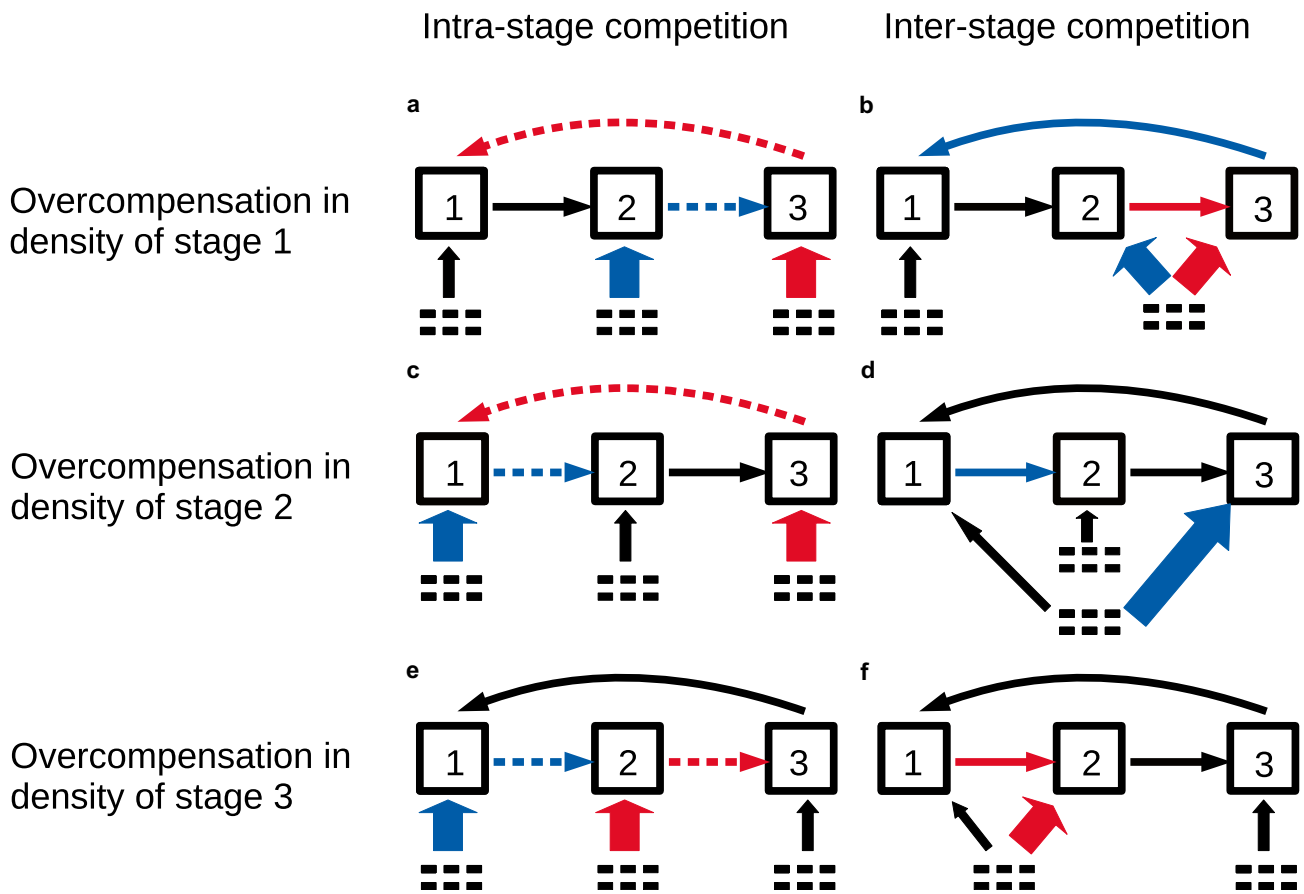 Intra-stage competition Inter-stage competition
a b
Overcompensation in
density of stage 1
1 2 3 1 2 3
c d
Overcompensation in
density of stage 2
1 2 3 1 2 3
e f
Overcompensation in
density of stage 3
1 2 3 1 2 3